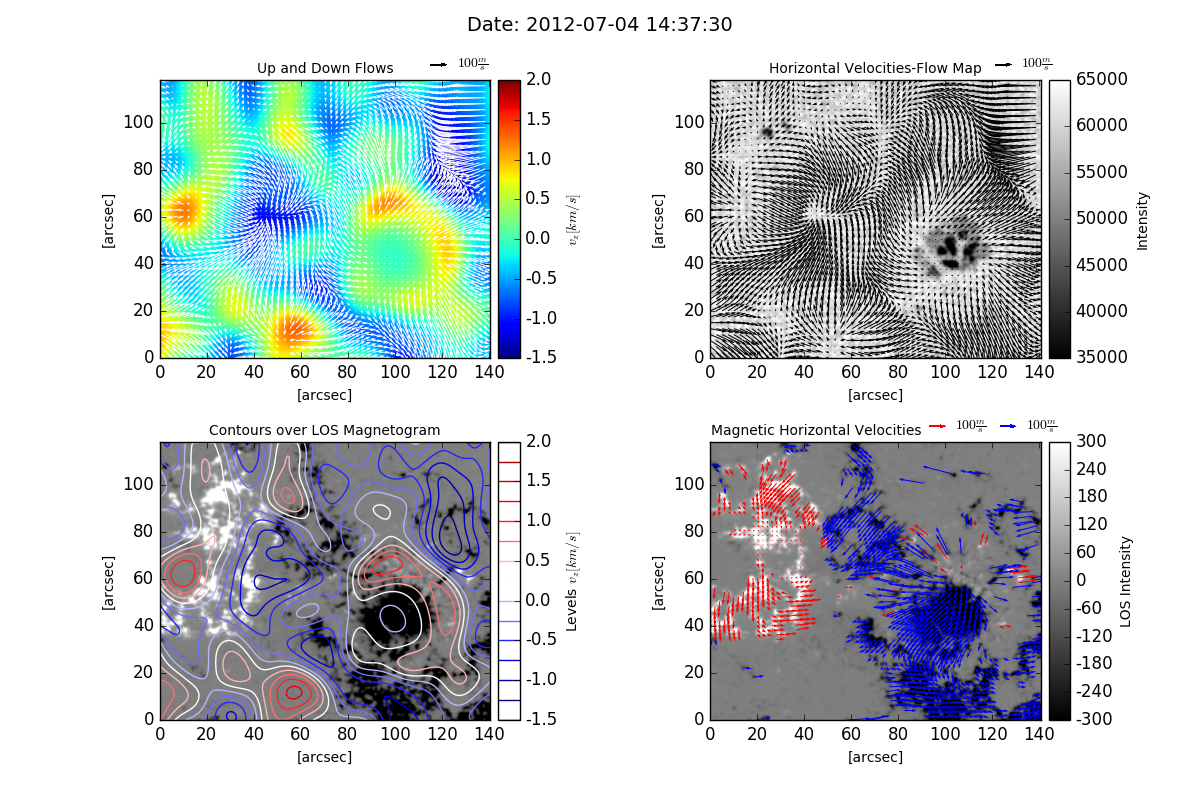 Date: 2012-07-04 14:37:30
Up and Down Flows
100 m/s
120
100
80
60
40
20
0
[arcsec]
0 20 40 60 80 100 120 140
[arcsec]
2.0
1.5
1.0
0.5
0.0
-0.5
-1.0
-1.5
v_z[km/s]
Horizontal Velocities-Flow Map
100 m/s
100
80
60
40
20
0
[arcsec]
0 20 40 60 80 100 120 140
[arcsec]
65000
60000
55000
50000
45000
40000
35000
Intensity
Contours over LOS Magnetogram
100
80
60
40
20
0
[arcsec]
0 20 40 60 80 100 120 140
[arcsec]
2.0
1.5
1.0
0.5
0.0
-0.5
-1.0
-1.5
Levels v_z[km/s]
Magnetic Horizontal Velocities
100 m/s
100 m/s
100
80
60
40
20
0
[arcsec]
0 20 40 60 80 100 120 140
[arcsec]
300
240
180
120
60
0
-60
-120
-180
-240
-300
LOS Intensity